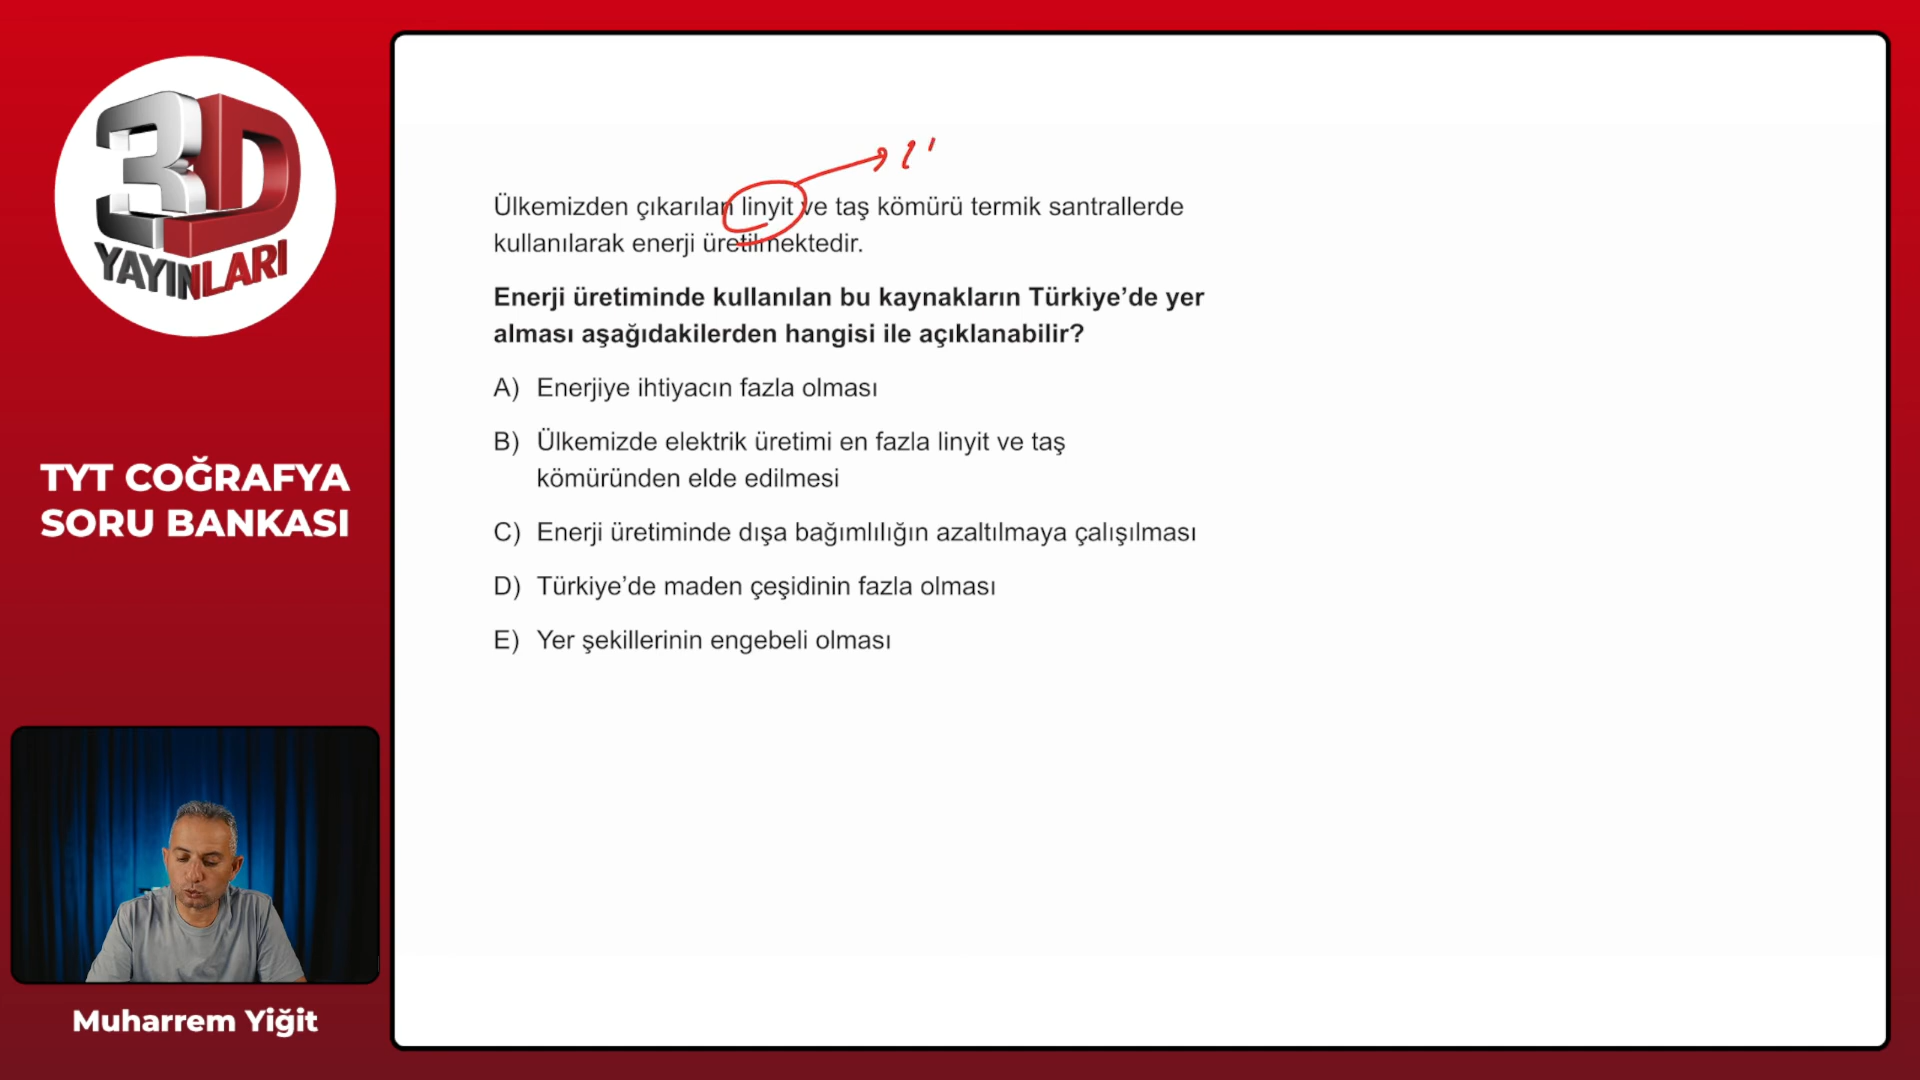 3D
YAYINLARI
TYT COĞRAFYA
SORU BANKASI
Muharrem Yiğit
Ülkemizden çıkarılan linyit ve taş kömürü termik santrallerde
kullanılarak enerji üretilmektedir.
Enerji üretiminde kullanılan bu kaynakların Türkiye’de yer
alması aşağıdakilerden hangisi ile açıklanabilir?
A) Enerjiye ihtiyacın fazla olması
B) Ülkemizde elektrik üretimi en fazla linyit ve taş
kömüründen elde edilmesi
C) Enerji üretiminde dışa bağımlılığın azaltılmaya çalışılması
D) Türkiye’de maden çeşidinin fazla olması
E) Yer şekillerinin engebeli olması